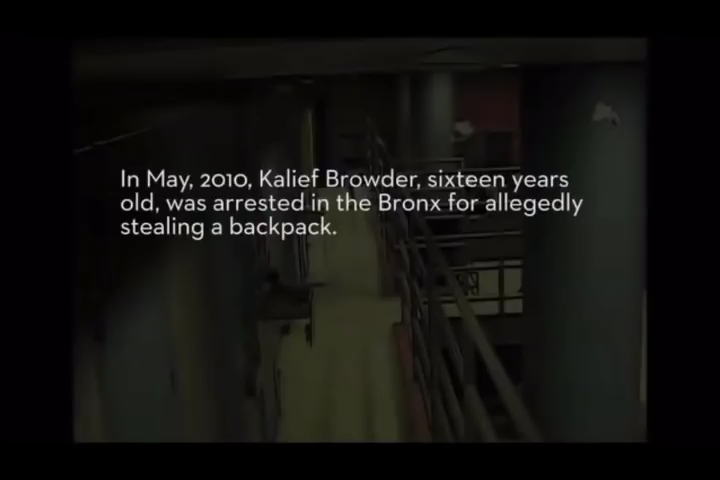 In May, 2010, Kalief Browder, sixteen years
old, was arrested in the Bronx for allegedly
stealing a backpack.